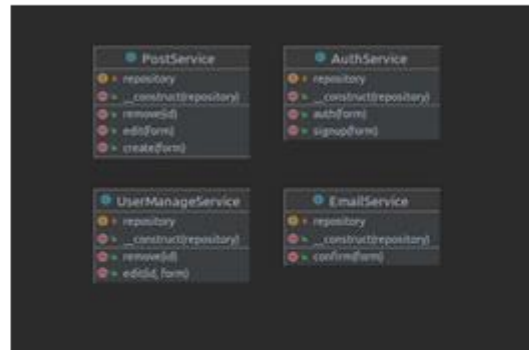 PostService
repository
__construct(repository)
remove(id)
edit(form)
create(form)
AuthService
repository
__construct(repository)
auth(form)
signup(form)
UserManageService
repository
__construct(repository)
remove(id)
edit(id, form)
EmailService
repository
__construct(repository)
confirm(form)